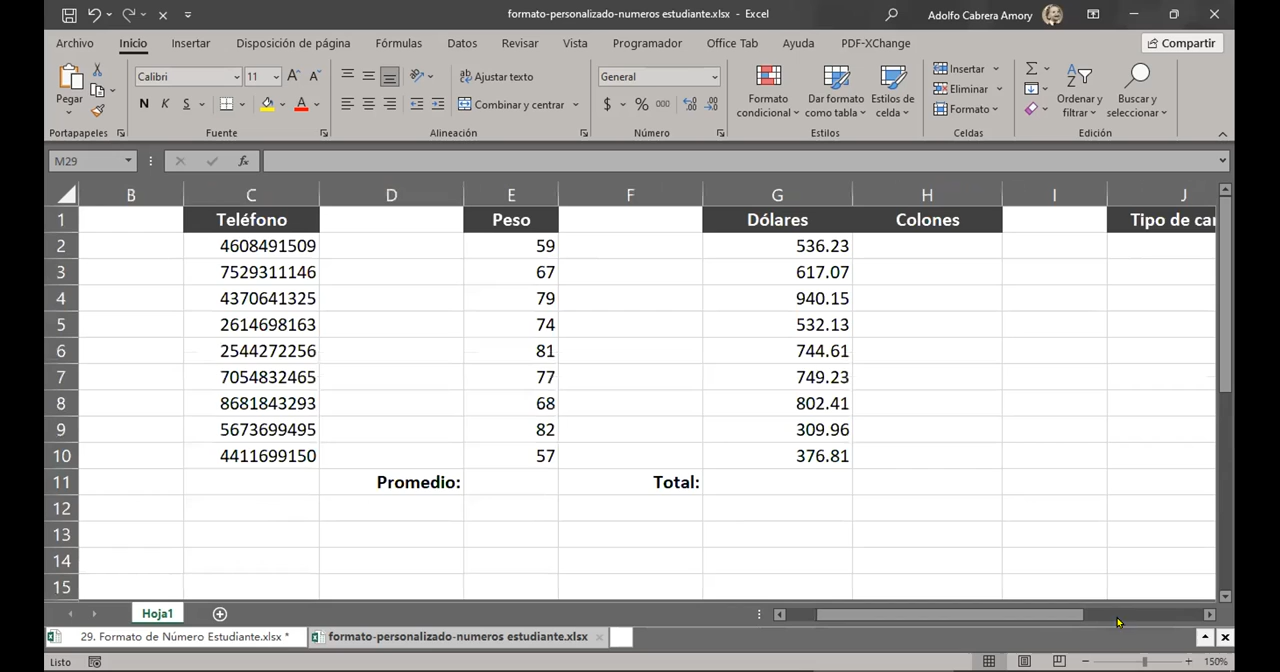 formato-personalizado-numeros estudiante.xlsx - Excel
Adolfo Cabrera Amory
Archivo Inicio Insertar Disposición de página Fórmulas Datos Revisar Vista Programador Office Tab Ayuda PDF-XChange Compartir
Pegar
Calibri 11
N K S
Ajustar texto
Combinar y centrar
General
$ % 000
Formato condicional
Dar formato como tabla
Estilos de celda
Insertar
Eliminar
Formato
Ordenar y filtrar
Buscar y seleccionar
Portapapeles Fuente Alineación Número Estilos Celdas Edición
M29 fx
B C D E F G H I J
1 Teléfono Peso Dólares Colones Tipo de car
2 4608491509 59 536.23
3 7529311146 67 617.07
4 4370641325 79 940.15
5 2614698163 74 532.13
6 2544272256 81 744.61
7 7054832465 77 749.23
8 8681843293 68 802.41
9 5673699495 82 309.96
10 4411699150 57 376.81
11 Promedio: Total:
12
13
14
15
Hoja1
29. Formato de Número Estudiante.xlsx * formato-personalizado-numeros estudiante.xlsx
Listo 150%